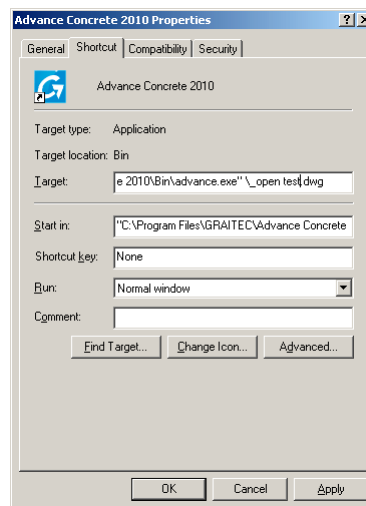 Advance Concrete 2010 Properties
General Shortcut Compatibility Security
Advance Concrete 2010
Target type: Application
Target location: Bin
Target: e 2010\Bin\advance.exe" \_open test.dwg
Start in: "C:\Program Files\GRAITEC\Advance Concrete
Shortcut key: None
Run: Normal window
Comment:
Find Target... Change Icon... Advanced...
OK Cancel Apply